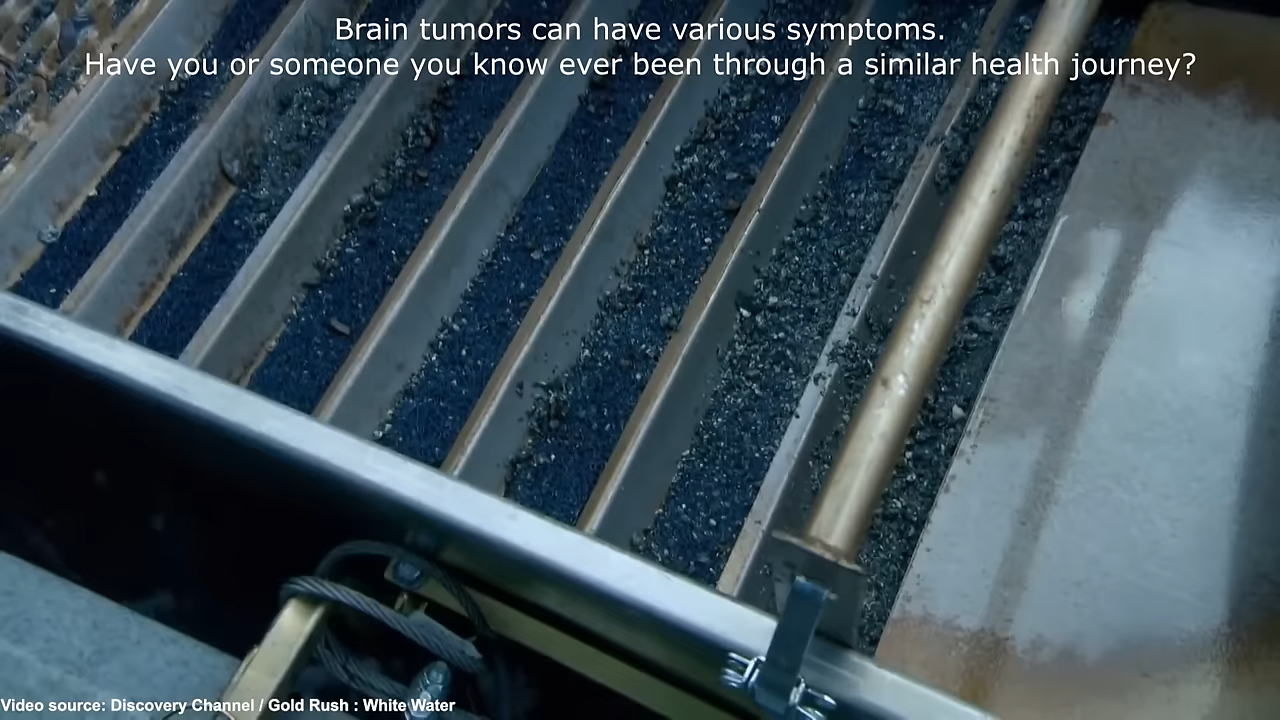 Brain tumors can have various symptoms.
Have you or someone you know ever been through a similar health journey?
Video source: Discovery Channel / Gold Rush : White Water